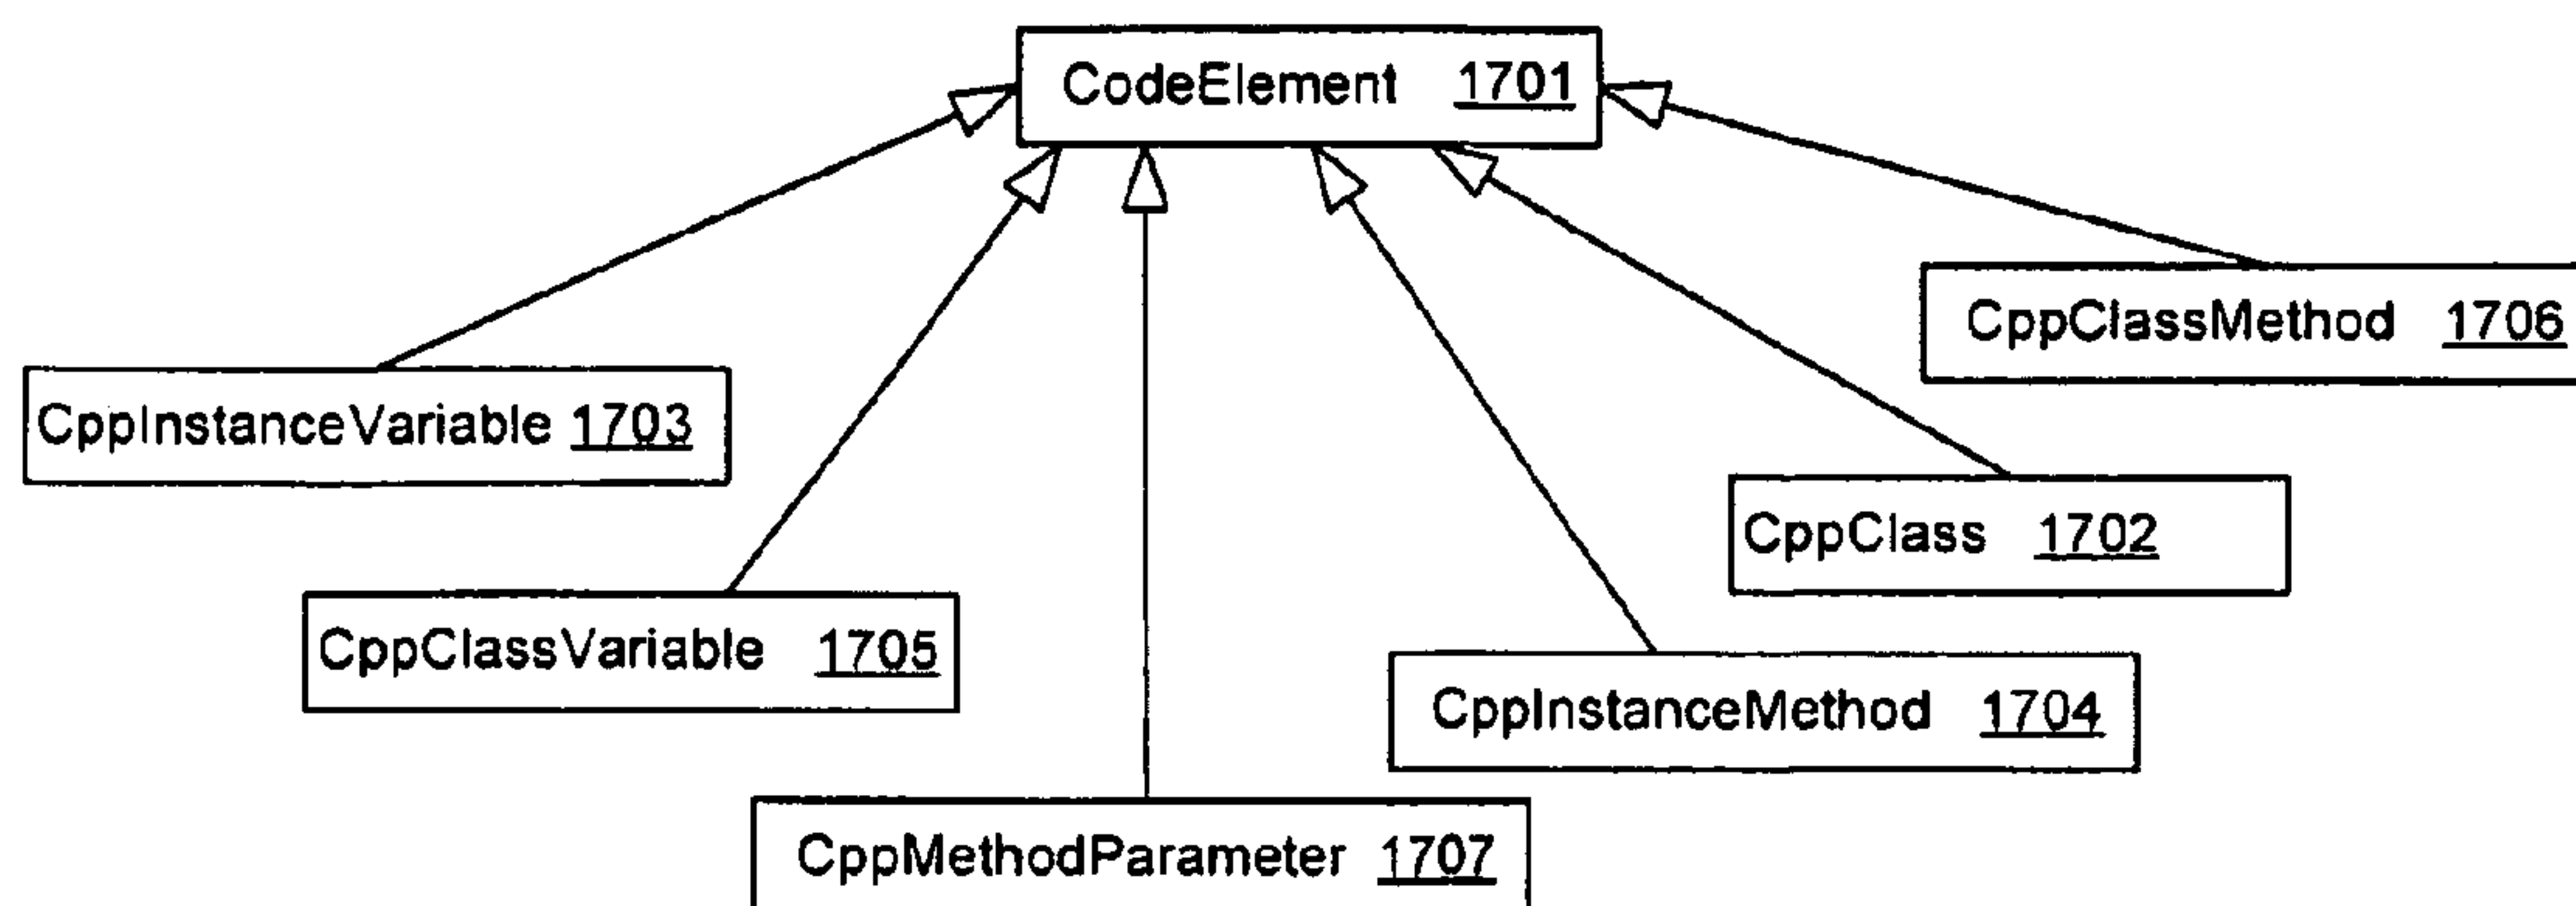 CodeElement 1701
CppClassMethod 1706
CppInstanceVariable 1703
CppClass 1702
CppClassVariable 1705
CppInstanceMethod 1704
CppMethodParameter 1707